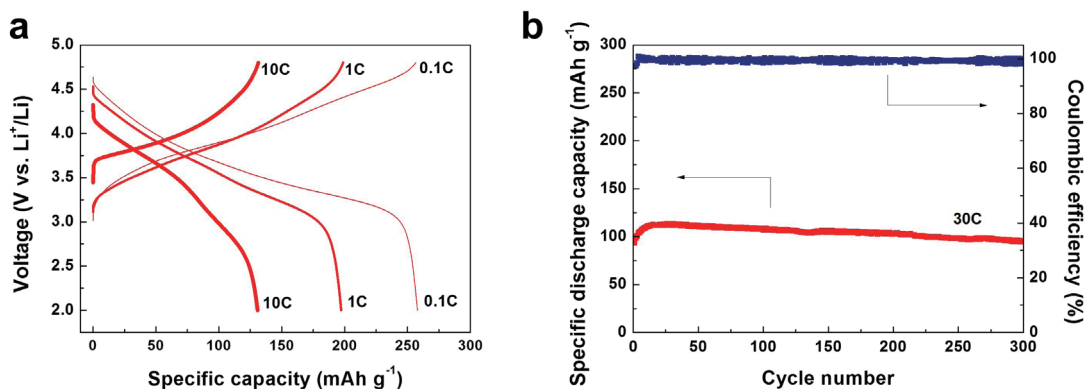 a
5.0
4.5
4.0
3.5
3.0
2.5
2.0
Voltage (V vs. Li⁺/Li)
10C
1C
0.1C
10C
1C
0.1C
0 50 100 150 200 250 300
Specific capacity (mAh g⁻¹)
b
300
250
200
150
100
50
0
Specific discharge capacity (mAh g⁻¹)
30C
100
80
60
40
20
0
Coulombic efficiency (%)
0 50 100 150 200 250 300
Cycle number